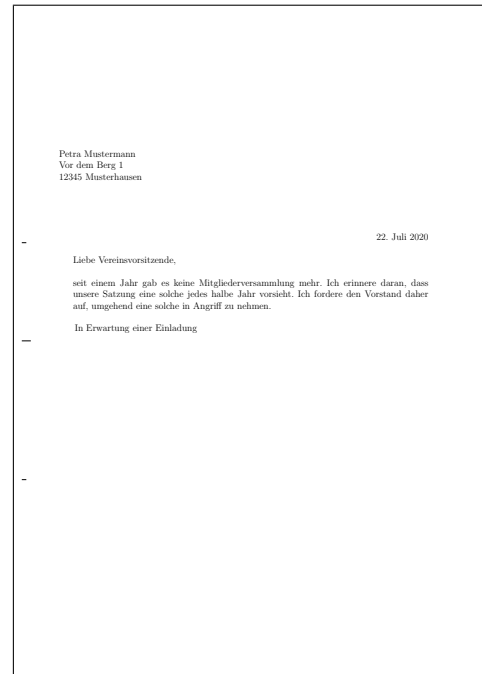 Petra Mustermann
Vor dem Berg 1
12345 Musterhausen
22. Juli 2020
Liebe Vereinsvorsitzende,
seit einem Jahr gab es keine Mitgliederversammlung mehr. Ich erinnere daran, dass
unsere Satzung eine solche jedes halbe Jahr vorsieht. Ich fordere den Vorstand daher
auf, umgehend eine solche in Angriff zu nehmen.
In Erwartung einer Einladung